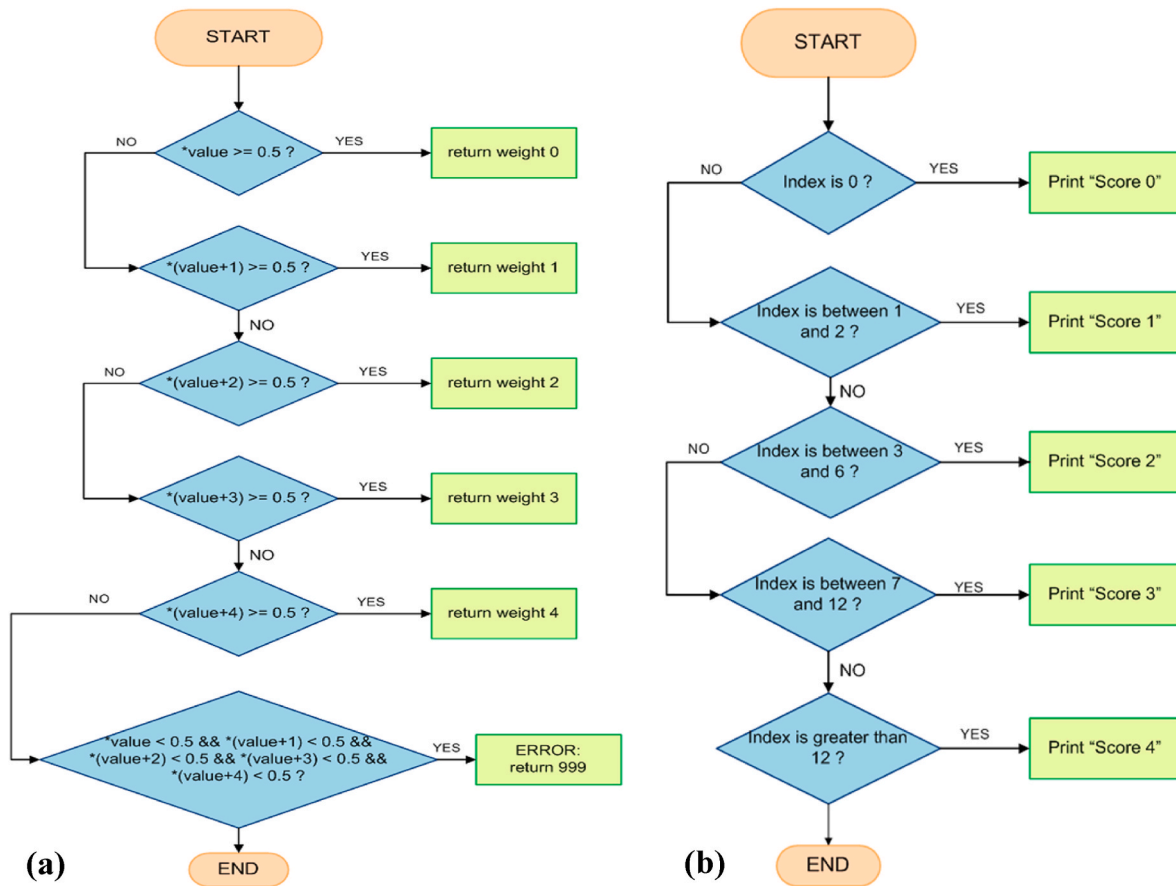 START
*value >= 0.5 ?
NO
YES
return weight 0
*(value+1) >= 0.5 ?
YES
return weight 1
NO
*(value+2) >= 0.5 ?
NO
YES
return weight 2
*(value+3) >= 0.5 ?
YES
return weight 3
NO
*(value+4) >= 0.5 ?
NO
YES
return weight 4
*value < 0.5 && *(value+1) < 0.5 &&
*(value+2) < 0.5 && *(value+3) < 0.5 &&
*(value+4) < 0.5 ?
YES
ERROR:
return 999
END
(a)
START
Index is 0 ?
NO
YES
Print “Score 0”
Index is between 1
and 2 ?
YES
Print “Score 1”
NO
Index is between 3
and 6 ?
NO
YES
Print “Score 2”
Index is between 7
and 12 ?
YES
Print “Score 3”
NO
Index is greater than
12 ?
YES
Print “Score 4”
END
(b)